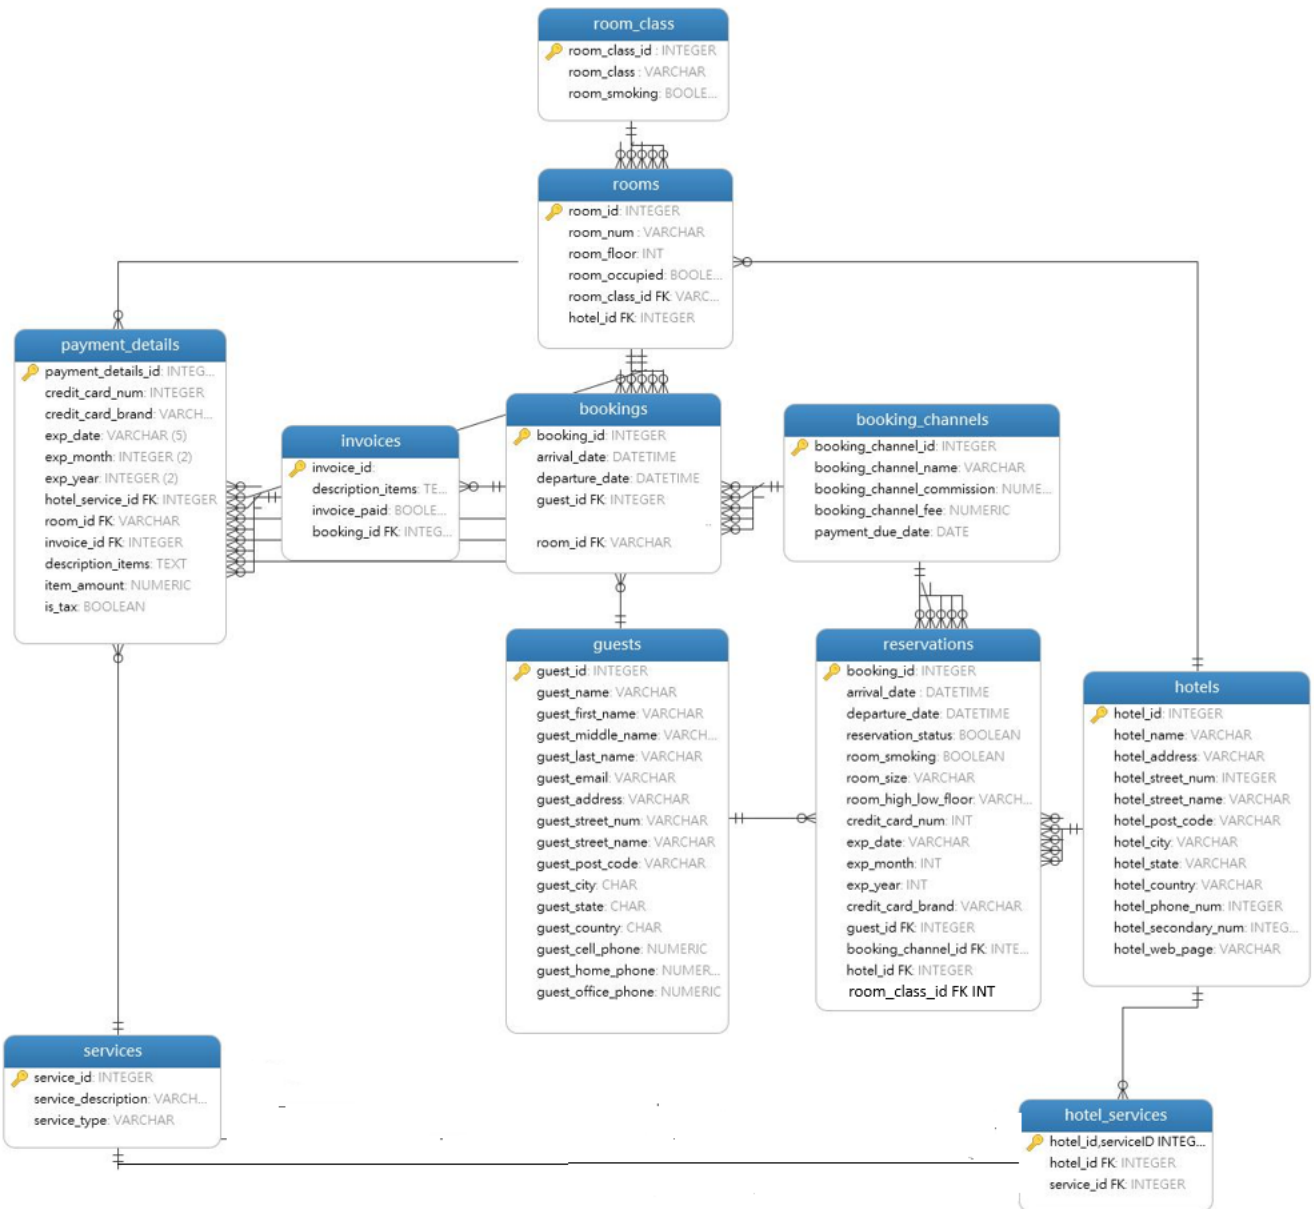 room_class
room_class_id : INTEGER
room_class : VARCHAR
room_smoking: BOOLE...
rooms
room_id: INTEGER
room_num : VARCHAR
room_floor: INT
room_occupied: BOOLE...
room_class_id FK: VARC...
hotel_id FK: INTEGER
payment_details
payment_details_id: INTEG...
credit_card_num: INTEGER
credit_card_brand: VARCH...
exp_date: VARCHAR (5)
exp_month: INTEGER (2)
exp_year: INTEGER (2)
hotel_service_id FK: INTEGER
room_id FK: VARCHAR
invoice_id FK: INTEGER
description_items: TEXT
item_amount: NUMERIC
is_tax: BOOLEAN
invoices
invoice_id:
description_items: TE...
invoice_paid: BOOLE...
booking_id FK: INTEG...
bookings
booking_id: INTEGER
arrival_date: DATETIME
departure_date: DATETIME
guest_id FK: INTEGER
room_id FK: VARCHAR
booking_channels
booking_channel_id: INTEGER
booking_channel_name: VARCHAR
booking_channel_commission: NUME...
booking_channel_fee: NUMERIC
payment_due_date: DATE
guests
guest_id: INTEGER
guest_name: VARCHAR
guest_first_name: VARCHAR
guest_middle_name: VARCH...
guest_last_name: VARCHAR
guest_email: VARCHAR
guest_address: VARCHAR
guest_street_num: VARCHAR
guest_street_name: VARCHAR
guest_post_code: VARCHAR
guest_city: CHAR
guest_state: CHAR
guest_country: CHAR
guest_cell_phone: NUMERIC
guest_home_phone: NUMER...
guest_office_phone: NUMERIC
reservations
booking_id: INTEGER
arrival_date : DATETIME
departure_date: DATETIME
reservation_status: BOOLEAN
room_smoking: BOOLEAN
room_size: VARCHAR
room_high_low_floor: VARCH...
credit_card_num: INT
exp_date: VARCHAR
exp_month: INT
exp_year: INT
credit_card_brand: VARCHAR
guest_id FK: INTEGER
booking_channel_id FK: INTE...
hotel_id FK: INTEGER
room_class_id FK INT
hotels
hotel_id: INTEGER
hotel_name: VARCHAR
hotel_address: VARCHAR
hotel_street_num: INTEGER
hotel_street_name: VARCHAR
hotel_post_code: VARCHAR
hotel_city: VARCHAR
hotel_state: VARCHAR
hotel_country: VARCHAR
hotel_phone_num: INTEGER
hotel_secondary_num: INTEG...
hotel_web_page: VARCHAR
services
service_id: INTEGER
service_description: VARCH...
service_type: VARCHAR
hotel_services
hotel_id,serviceID INTEG...
hotel_id FK: INTEGER
service_id FK: INTEGER